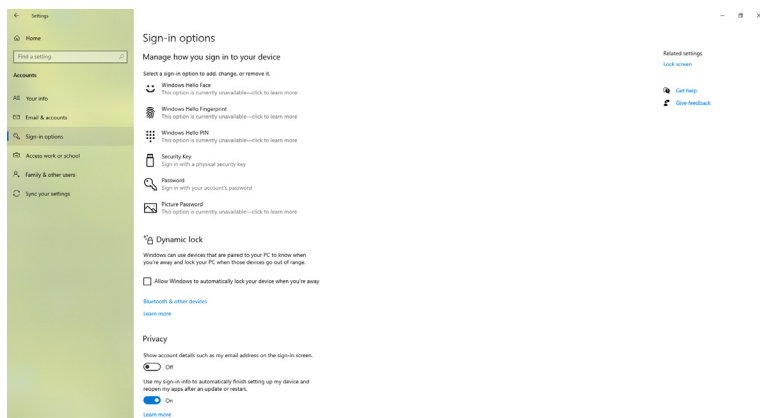 Settings
Home
Find a setting
Accounts
Your info
Email & accounts
Sign-in options
Access work or school
Family & other users
Sync your settings
Sign-in options
Manage how you sign in to your device
Select a sign-in option to add, change, or remove it.
Windows Hello Face
This option is currently unavailable—click to learn more
Windows Hello Fingerprint
This option is currently unavailable—click to learn more
Windows Hello PIN
This option is currently unavailable—click to learn more
Security Key
Sign in with a physical security key
Password
Sign in with your account's password
Picture Password
This option is currently unavailable—click to learn more
Dynamic lock
Windows can use devices that are paired to your PC to know when
you're away and lock your PC when those devices go out of range.
Allow Windows to automatically lock your device when you're away
Bluetooth & other devices
Learn more
Privacy
Show account details such as my email address on the sign-in screen.
Off
Use my sign-in info to automatically finish setting up my device and
reopen my apps after an update or restart.
On
Learn more
Related settings
Lock screen
Get help
Give feedback